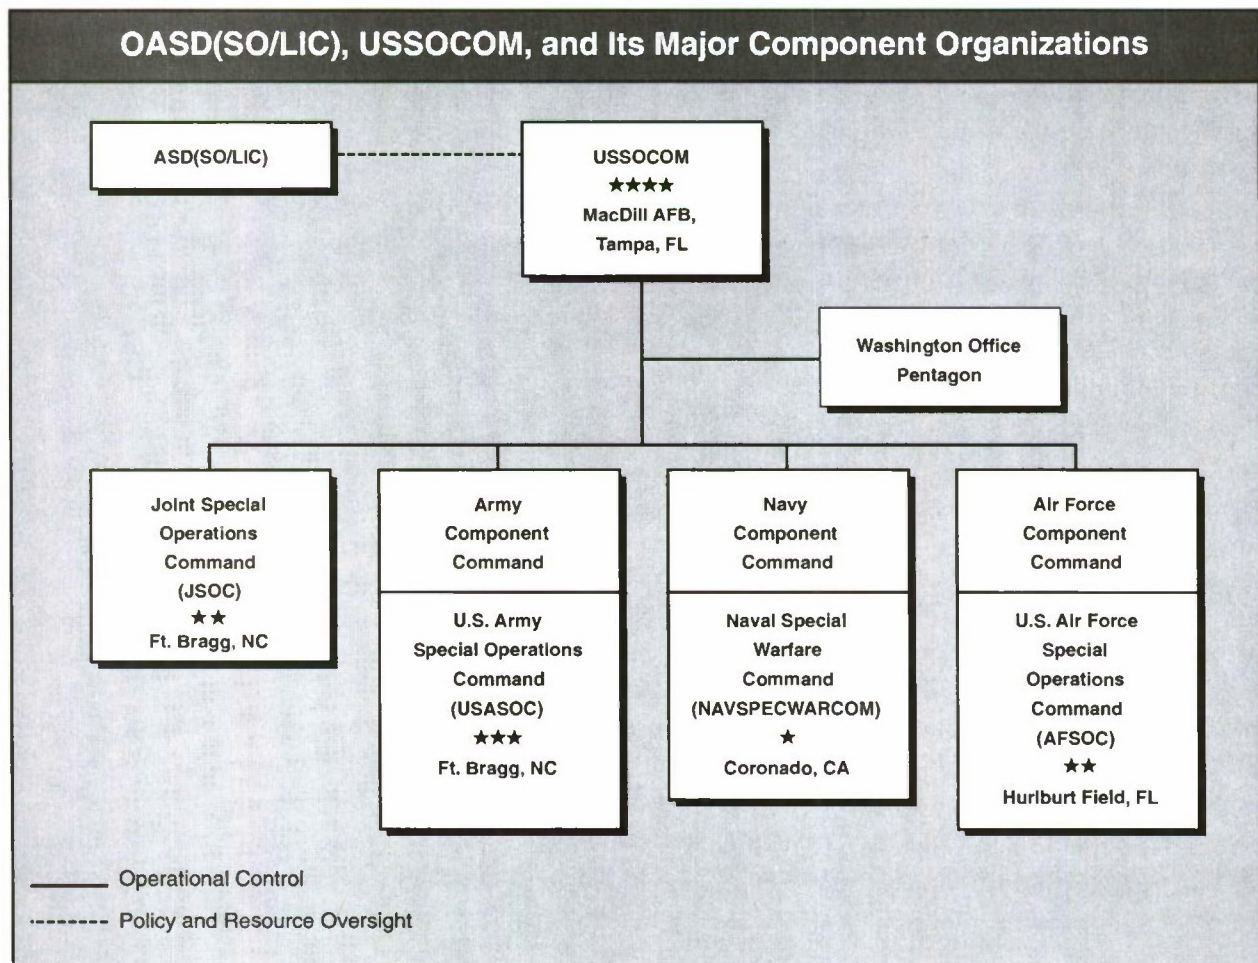 OASD(SO/LIC), USSOCOM, and Its Major Component Organizations
ASD(SO/LIC)
USSOCOM
★★★★
MacDill AFB,
Tampa, FL
Washington Office
Pentagon
Joint Special
Operations
Command
(JSOC)
★★
Ft. Bragg, NC
Army
Component
Command
U.S. Army
Special Operations
Command
(USASOC)
★★★
Ft. Bragg, NC
Navy
Component
Command
Naval Special
Warfare
Command
(NAVSPECWARCOM)
★
Coronado, CA
Air Force
Component
Command
U.S. Air Force
Special
Operations
Command
(AFSOC)
★★
Hurlburt Field, FL
Operational Control
Policy and Resource Oversight